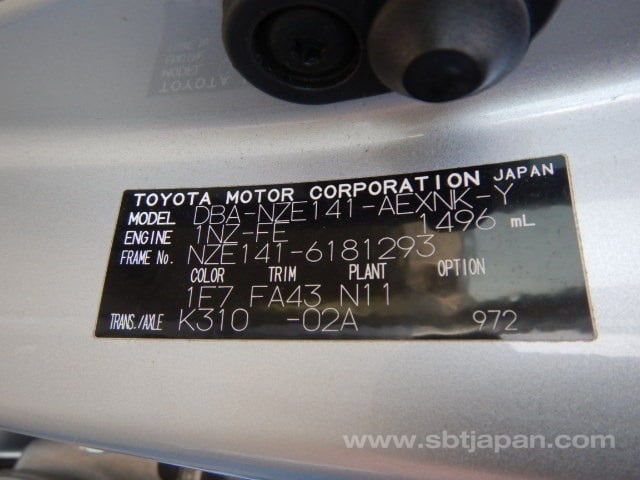 TOYOTA MOTOR CORPORATION JAPAN
MODEL DBA-NZE141-AEXNK-Y
ENGINE 1NZ-FE 1496 mL
FRAME No. NZE141-6181293
COLOR TRIM PLANT OPTION
1E7 FA43 N11
TRANS./AXLE K310 -02A 972
www.sbtjapan.com